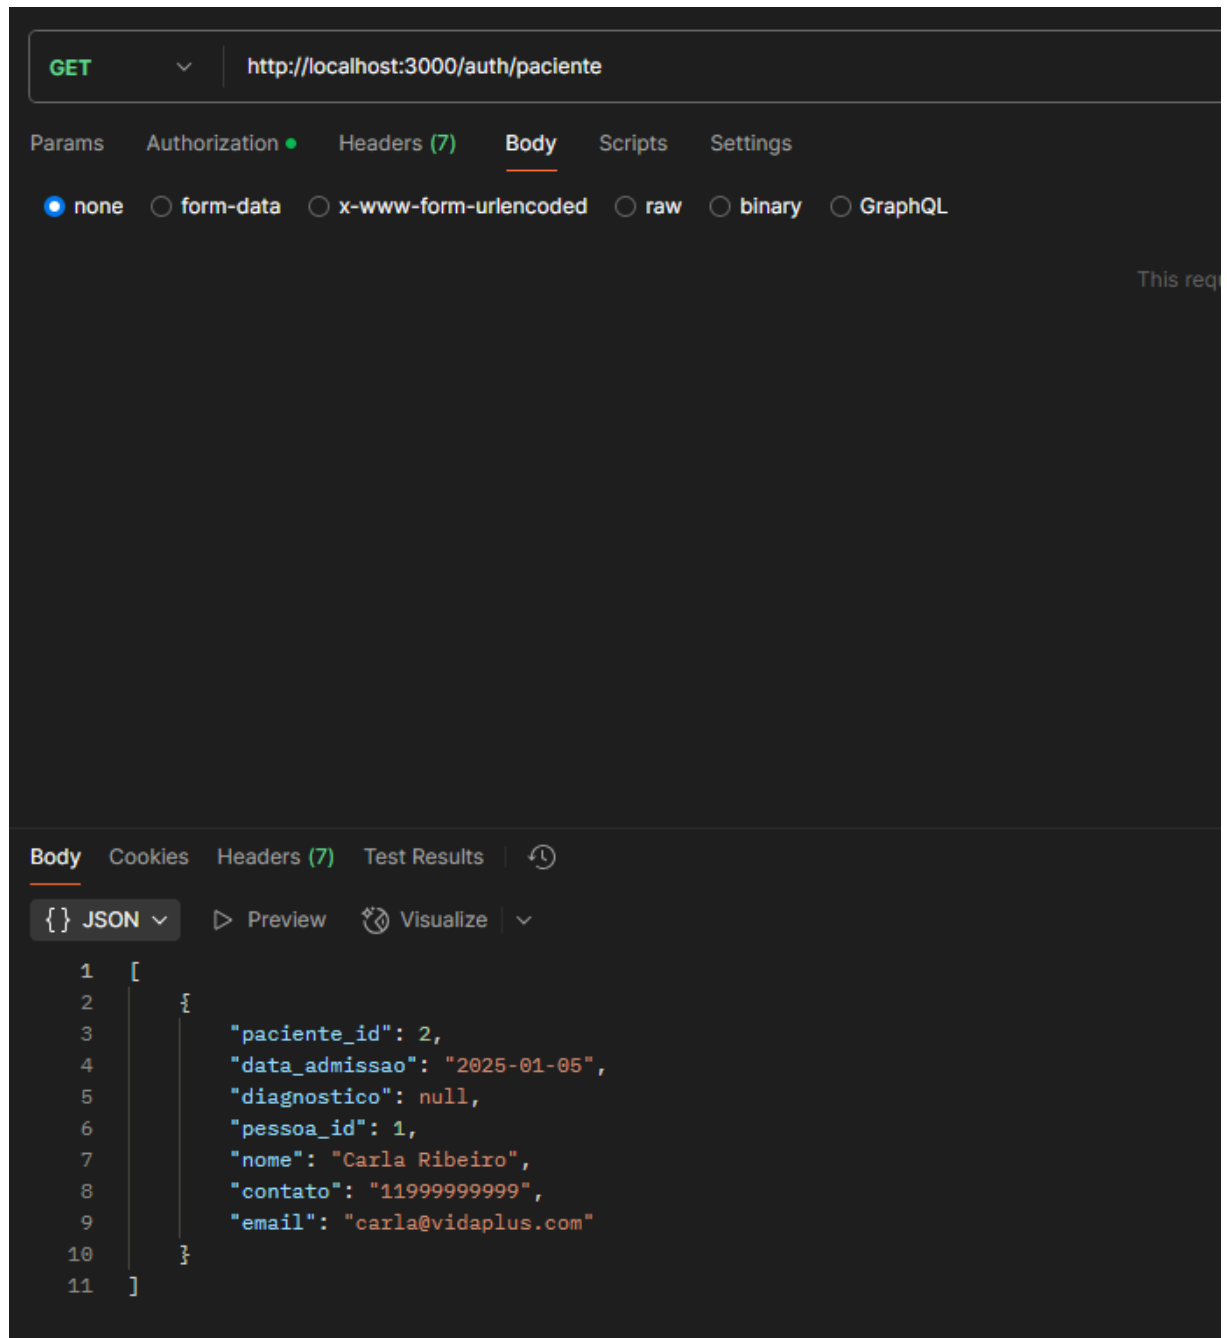 GET http://localhost:3000/auth/paciente
Params Authorization Headers (7) Body Scripts Settings
none form-data x-www-form-urlencoded raw binary GraphQL
This
Body Cookies Headers (7) Test Results
{} JSON Preview Visualize
1 [
2 {
3 "paciente_id": 2,
4 "data_admissao": "2025-01-05",
5 "diagnostico": null,
6 "pessoa_id": 1,
7 "nome": "Carla Ribeiro",
8 "contato": "11999999999",
9 "email": "carla@vidaplus.com"
10 }
11 ]